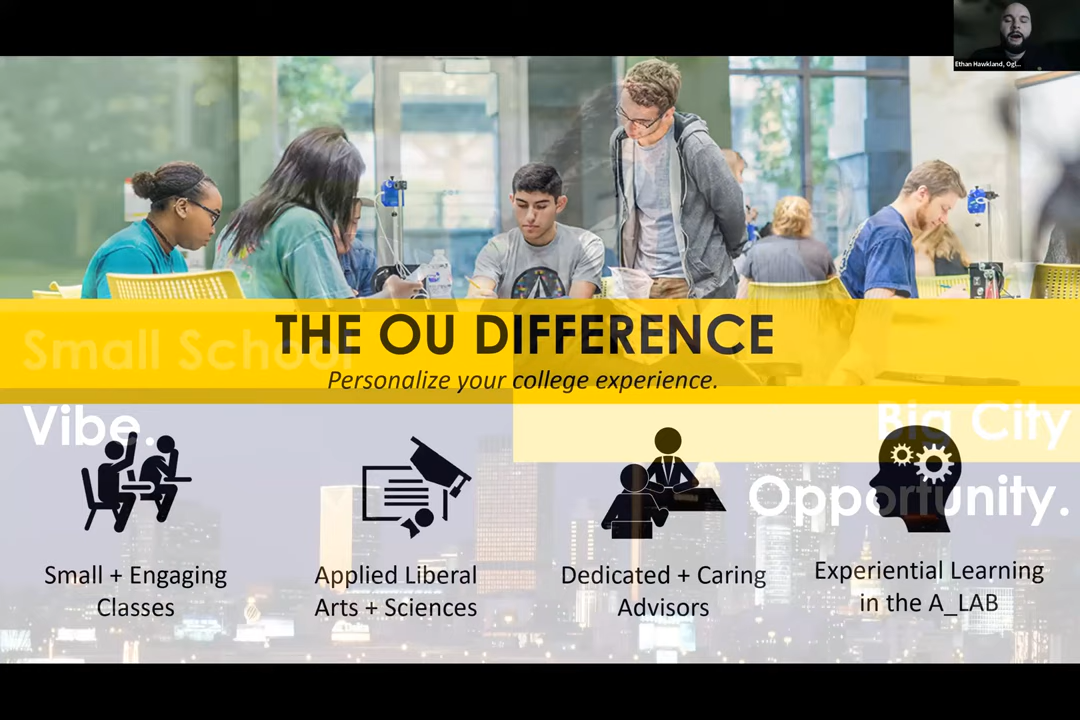 Ethan Hawkland, Ogl...
THE OU DIFFERENCE
Personalize your college experience.
Small School
Vibe.
Big City
Opportunity.
Small + Engaging
Classes
Applied Liberal
Arts + Sciences
Dedicated + Caring
Advisors
Experiential Learning
in the A_LAB